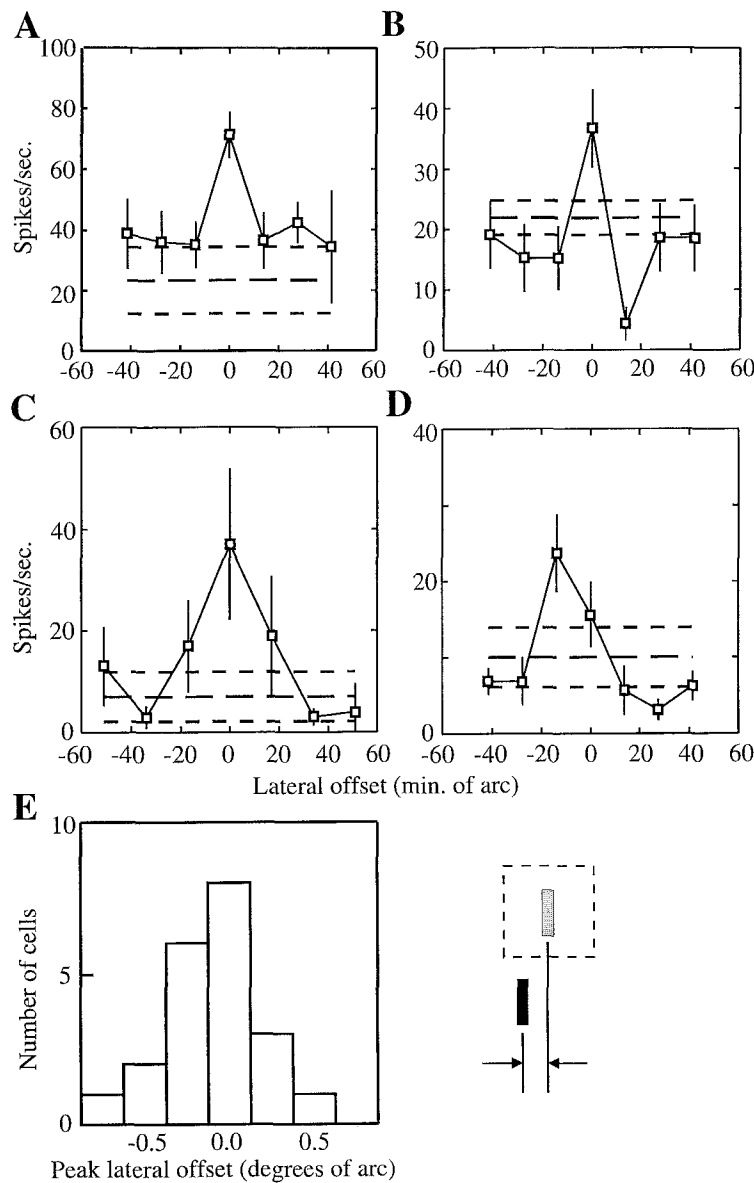 A
B
100
80
60
40
20
0
Spikes/sec.
-60 -40 -20 0 20 40 60
50
40
30
20
10
0
-60 -40 -20 0 20 40 60
C
D
60
40
20
0
Spikes/sec.
-60 -40 -20 0 20 40 60
40
20
0
-60 -40 -20 0 20 40 60
Lateral offset (min. of arc)
E
10
5
0
Number of cells
-0.5 0.0 0.5
Peak lateral offset (degrees of arc)